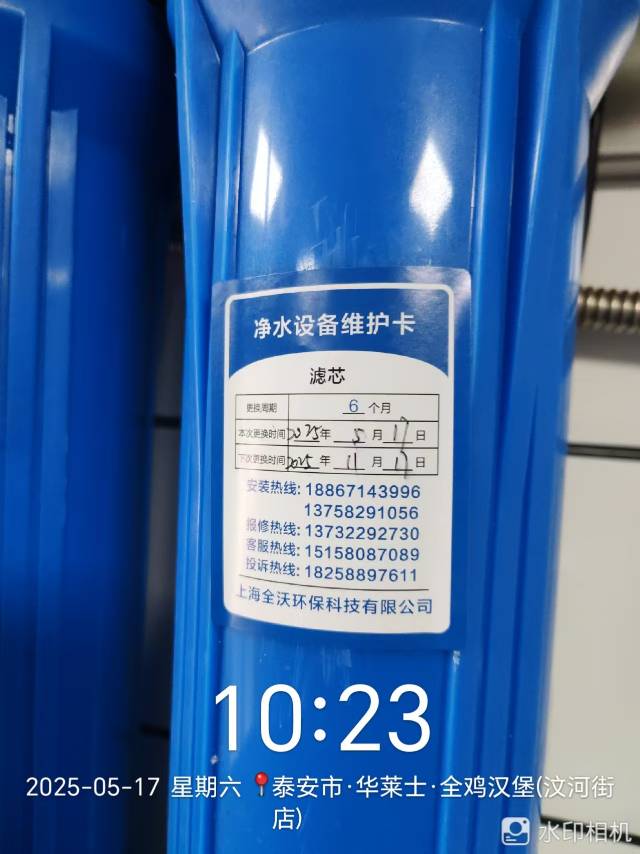 净水设备维护卡
滤芯
更换周期 6 个月
本次更换时间 2025 年 5 月 17 日
下次更换时间 2025 年 11 月 17 日
安装热线: 18867143996
13758291056
报修热线: 13732292730
客服热线: 15158087089
投诉热线: 18258897611
上海全沃环保科技有限公司
10:23
2025-05-17 星期六 泰安市·华莱士·全鸡汉堡(汶河街
店)
水印相机